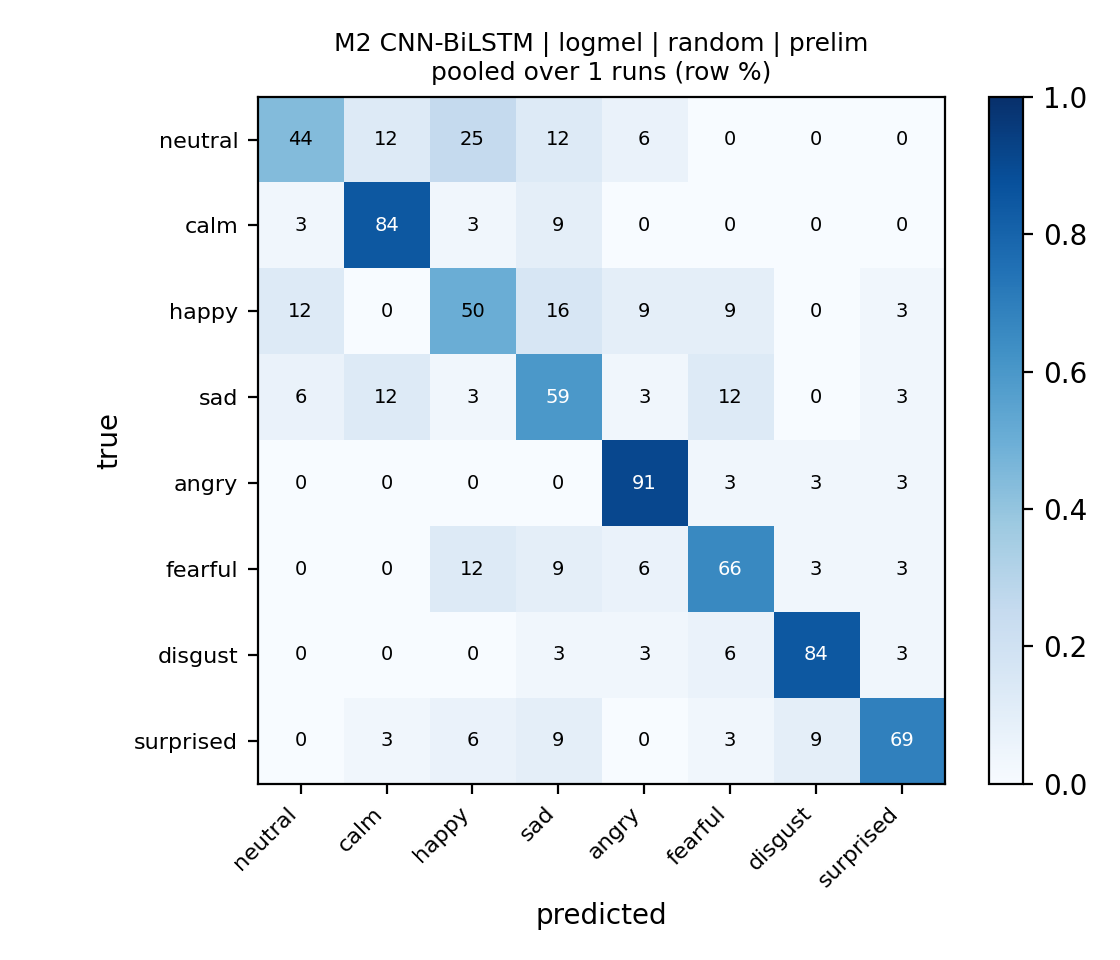 M2 CNN-BiLSTM | logmel | random | prelim
pooled over 1 runs (row %)
1.0
neutral 44 12 25 12 6 0 0 0
calm 3 84 3 9 0 0 0 0
0.8
happy 12 0 50 16 9 9 0 3
0.6
sad 6 12 3 59 3 12 0 3
true
angry 0 0 0 0 91 3 3 3
0.4
fearful 0 0 12 9 6 66 3 3
0.2
disgust 0 0 0 3 3 6 84 3
surprised 0 3 6 9 0 3 9 69
0.0
neutral calm happy sad angry fearful disgust surprised
predicted